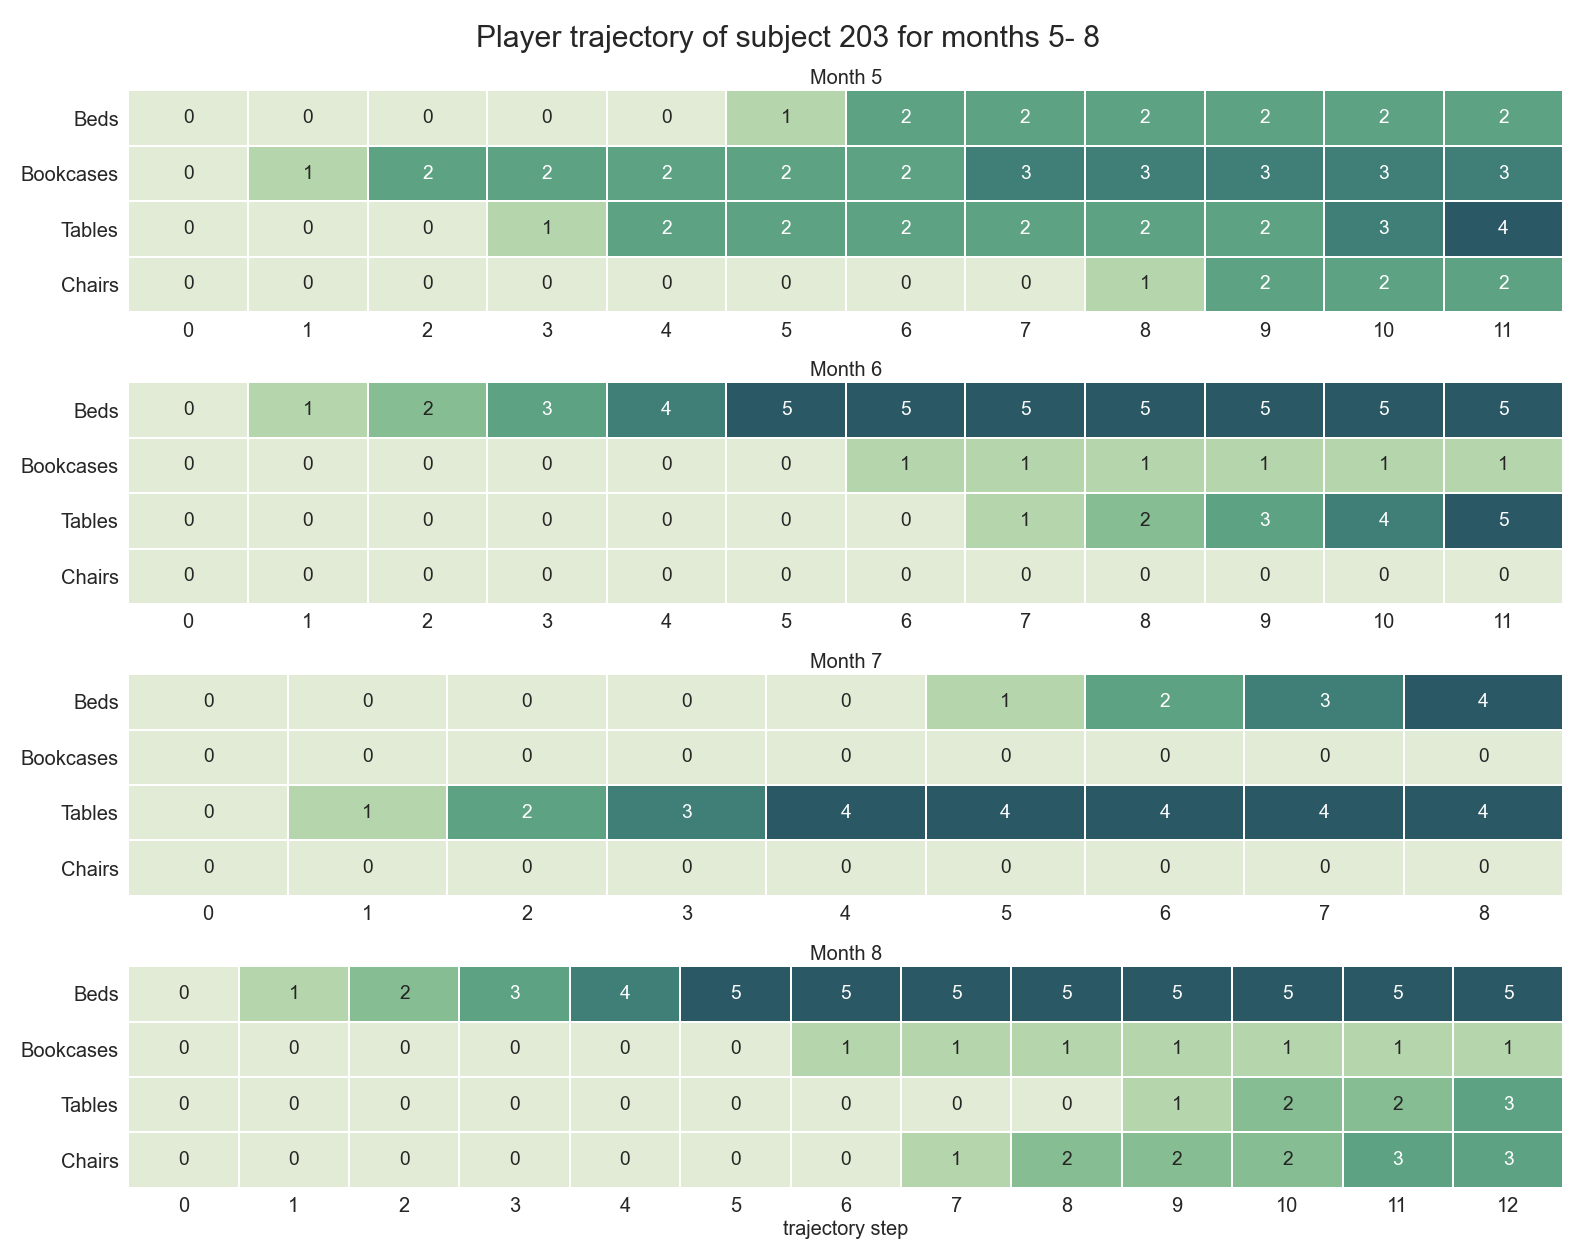 Player trajectory of subject 203 for months 5- 8
Month 5
Beds 0 0 0 0 0 1 2 2 2 2 2 2
Bookcases 0 1 2 2 2 2 2 3 3 3 3 3
Tables 0 0 0 1 2 2 2 2 2 2 3 4
Chairs 0 0 0 0 0 0 0 0 1 2 2 2
0 1 2 3 4 5 6 7 8 9 10 11
Month 6
Beds 0 1 2 3 4 5 5 5 5 5 5 5
Bookcases 0 0 0 0 0 0 1 1 1 1 1 1
Tables 0 0 0 0 0 0 0 1 2 3 4 5
Chairs 0 0 0 0 0 0 0 0 0 0 0 0
0 1 2 3 4 5 6 7 8 9 10 11
Month 7
Beds 0 0 0 0 0 1 2 3 4
Bookcases 0 0 0 0 0 0 0 0 0
Tables 0 1 2 3 4 4 4 4 4
Chairs 0 0 0 0 0 0 0 0 0
0 1 2 3 4 5 6 7 8
Month 8
Beds 0 1 2 3 4 5 5 5 5 5 5 5 5
Bookcases 0 0 0 0 0 0 1 1 1 1 1 1 1
Tables 0 0 0 0 0 0 0 0 0 1 2 2 3
Chairs 0 0 0 0 0 0 0 1 2 2 2 3 3
0 1 2 3 4 5 6 7 8 9 10 11 12
trajectory step